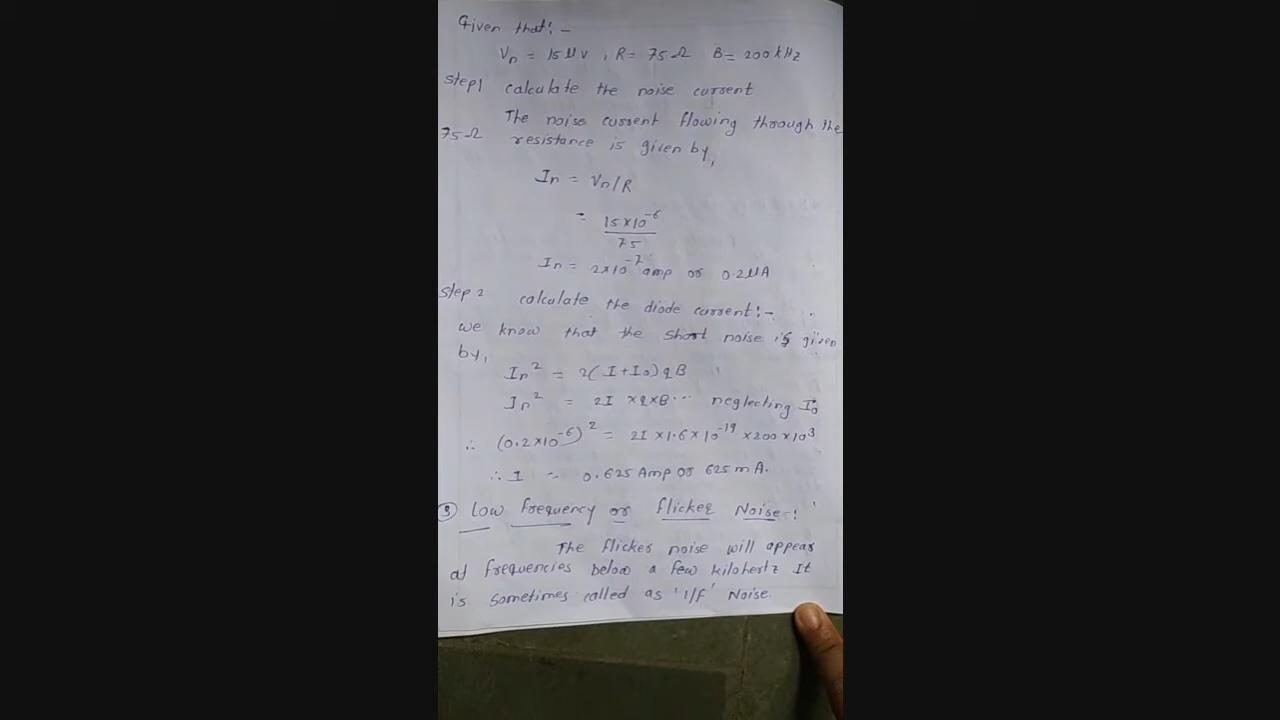 Given that:-
Vn = 15 μv , R = 75 Ω B = 200 kHz
Step1 calculate the noise current
The noise current flowing through the
75 Ω resistance is given by,
In = Vn/R
= 15×10^-6 / 75
In = 2×10^-7 amp or 0.2μA
Step 2 calculate the diode current:-
we know that the short noise is given
by,
In^2 = 2(I+I0)qB
In^2 = 2I × q × B... neglecting I0
∴ (0.2×10^-6)^2 = 2I × 1.6 × 10^-19 × 200 × 10^3
∴ I = 0.625 Amp or 625 mA.
③ Low frequency or flicker Noise:
The flicker noise will appear
at frequencies below a few kilohertz It
is sometimes called as '1/F' Noise.